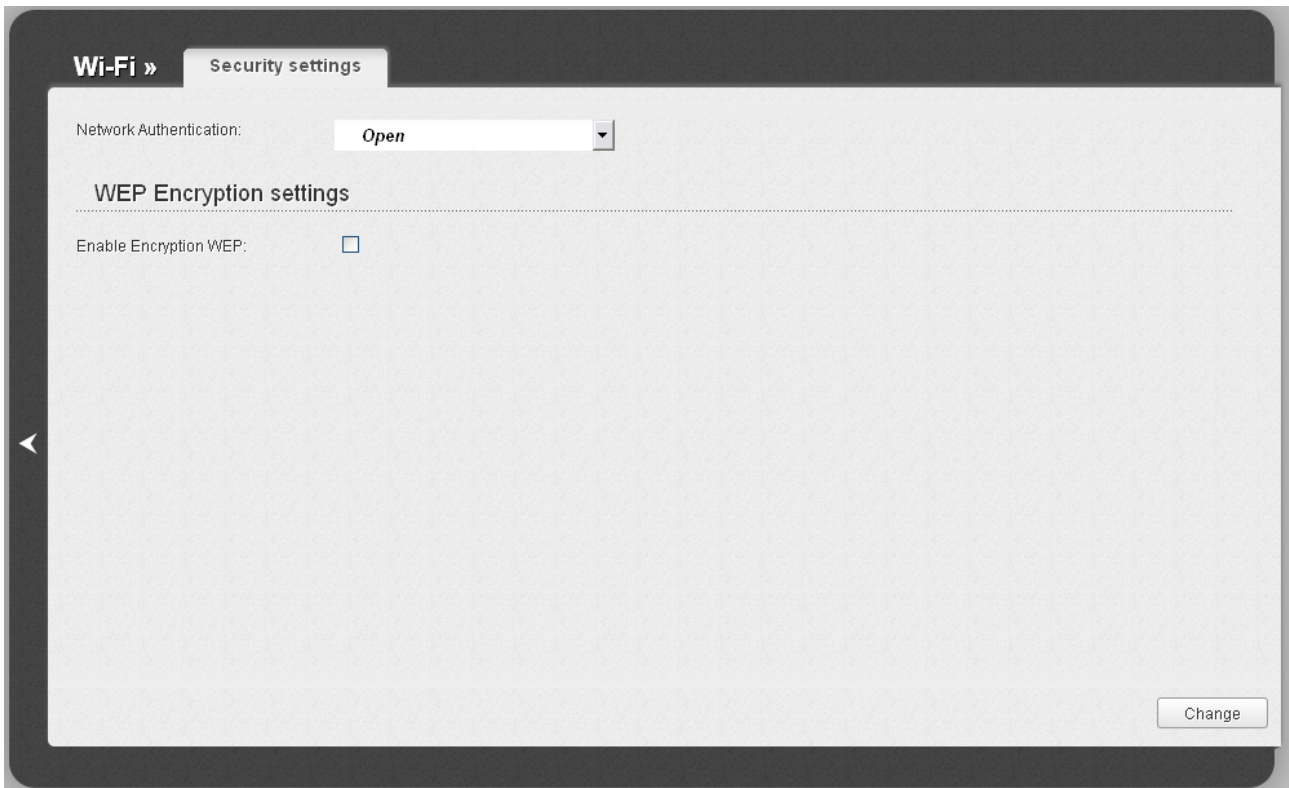 Wi-Fi » Security settings
Network Authentication: Open
WEP Encryption settings
Enable Encryption WEP:
Change